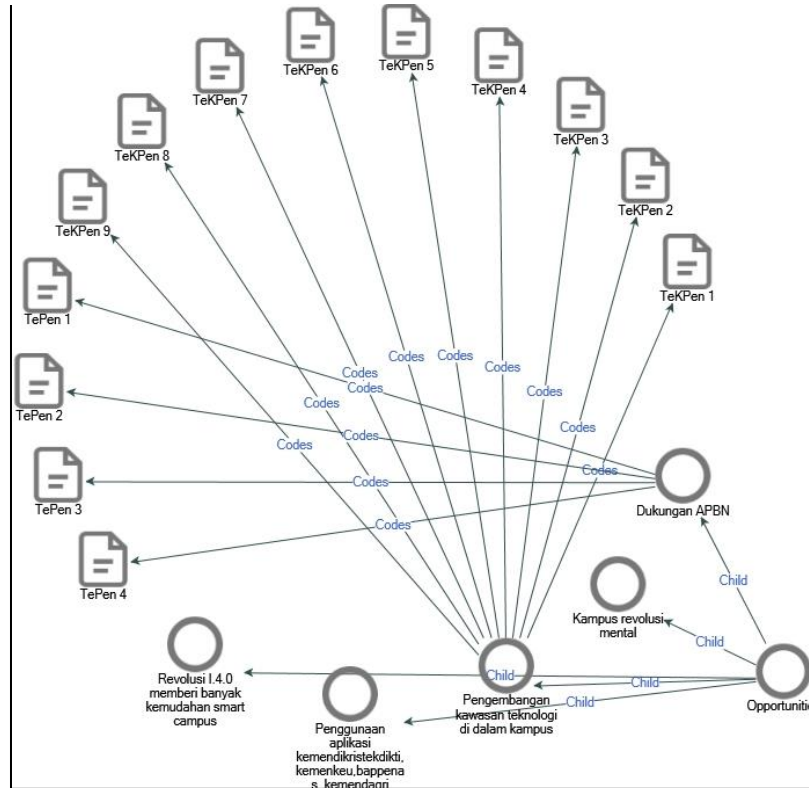 TeKPen 6
TeKPen 5
TeKPen 4
TeKPen 7
TeKPen 3
TeKPen 8
TeKPen 2
TeKPen 9
TeKPen 1
TePen 1
TePen 2
TePen 3
TePen 4
Codes
Codes
Codes
Codes
Codes
Codes
Codes
Codes
Codes
Codes
Codes
Codes
Codes
Dukungan APBN
Child
Kampus revolusi
mental
Child
Child
Child
Child
Revolusi I.4.0
memberi banyak
kemudahan smart
campus
Penggunaan
aplikasi
kemendikristekdikti,
kemenkeu,bappena
s, kemendagri
Pengembangan
kawasan teknologi
di dalam kampus
Opportunitie